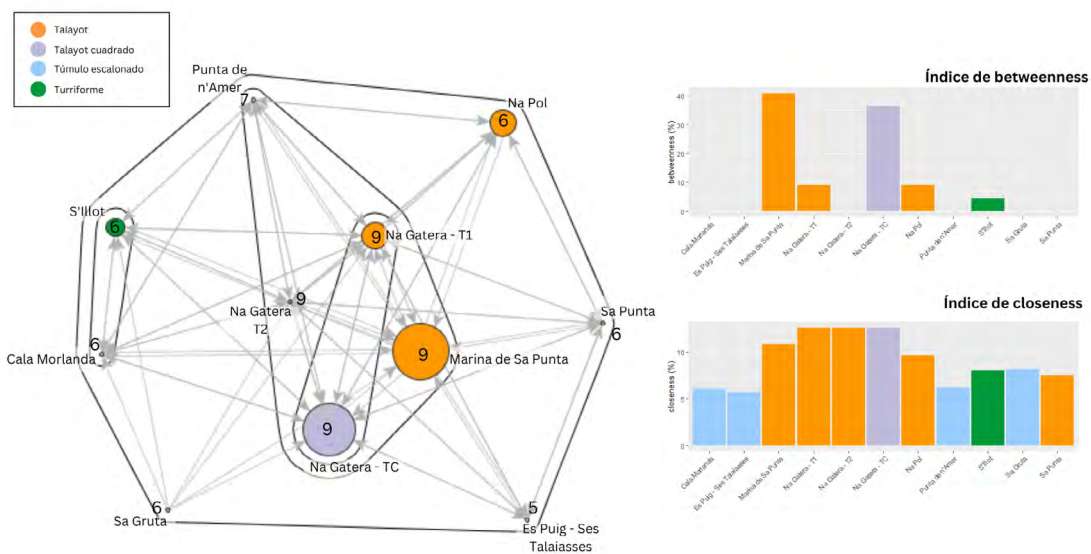 Talayot
Talayot cuadrado
Túmulo escalonado
Turriforme
Punta de
n'Amer
7
Na Pol
6
S'Illot
6
9
Na Gatera - T1
9
Na Gatera
T2
Sa Punta
6
6
Cala Morlanda
9
Marina de Sa Punta
9
Na Gatera - TC
6
Sa Gruta
5
Es Puig - Ses
Talaiasses
Índice de betweenness
betweenness (%)
40
30
20
10
0
Cala Morlanda
Es Puig - Ses Talaiasses
Marina de Sa Punta
Na Gatera - T1
Na Gatera - T2
Na Gatera - TC
Na Pol
Punta de n'Amer
S'Illot
Sa Gruta
Sa Punta
Índice de closeness
closeness (%)
10
5
0
Cala Morlanda
Es Puig - Ses Talaiasses
Marina de Sa Punta
Na Gatera - T1
Na Gatera - T2
Na Gatera - TC
Na Pol
Punta de n'Amer
S'Illot
Sa Gruta
Sa Punta